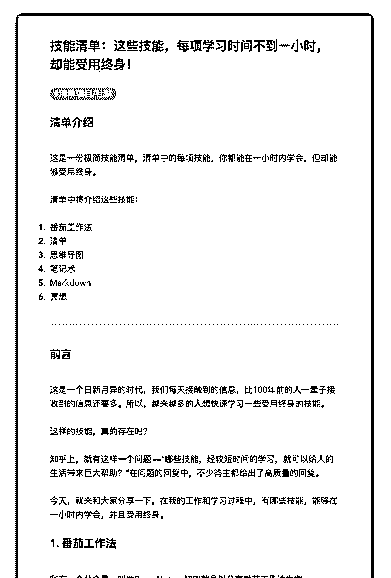 技能清单：这些技能，每项学习时间不到一小时，
却能受用终身！
清单介绍
这是一份极简技能清单，清单中的每项技能，你都能在一小时内学会，但却能
够受用终身。
清单中将介绍这些技能：
1. 番茄工作法
2. 清单
3. 思维导图
4. 笔记术
5. Markdown
6. 冥想
前言
这是一个日新月异的时代，我们每天接触到的信息，比100年前的人一辈子接
收到的信息还要多。所以，越来越多的人想快速学习一些受用终身的技能。
这样的技能，真的存在吗？
知乎上，就有这样一个问题——“哪些技能，经较短时间的学习，就可以给人的
生活带来巨大帮助？”在问题的回复中，不少答主都给出了高质量的回复。
今天，就来和大家分享一下，在我的工作和学习过程中，有哪些技能，能够在
一小时内学会，并且受用终身。
1. 番茄工作法